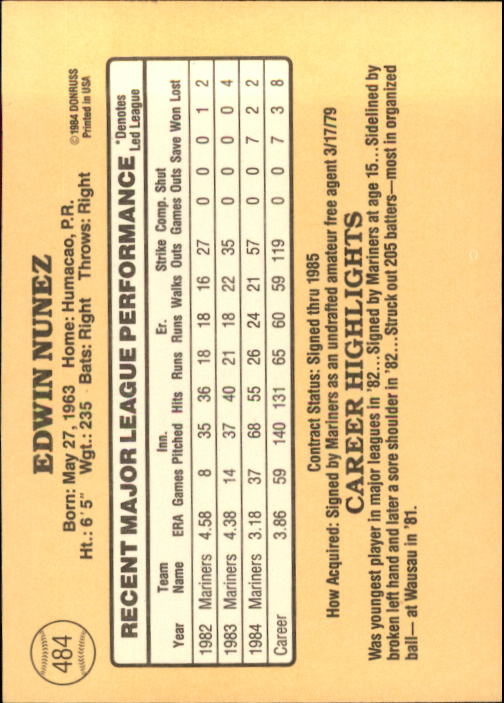 484
EDWIN NUNEZ
©1984 DONRUSS
Printed in USA
Born: May 27, 1963 Home: Humacao, P.R.
Ht.: 6'5" Wgt.: 235 Bats: Right Throws: Right
RECENT MAJOR LEAGUE PERFORMANCE
*Denotes
Led League
Team Inn. Er. Strike Comp. Shut
Year Name ERA Games Pitched Hits Runs Runs Walks Outs Games Outs Save Won Lost
1982 Mariners 4.58 8 35 36 18 18 16 27 0 0 0 1 2
1983 Mariners 4.38 14 37 40 21 18 22 35 0 0 0 0 4
1984 Mariners 3.18 37 68 55 26 24 21 57 0 0 7 2 2
Career 3.86 59 140 131 65 60 59 119 0 0 7 3 8
Contract Status: Signed thru 1985
How Acquired: Signed by Mariners as an undrafted amateur free agent 3/17/79
CAREER HIGHLIGHTS
Was youngest player in major leagues in '82...Signed by Mariners at age 15...Sidelined by
broken left hand and later a sore shoulder in '82...Struck out 205 batters—most in organized
ball— at Wausau in '81.